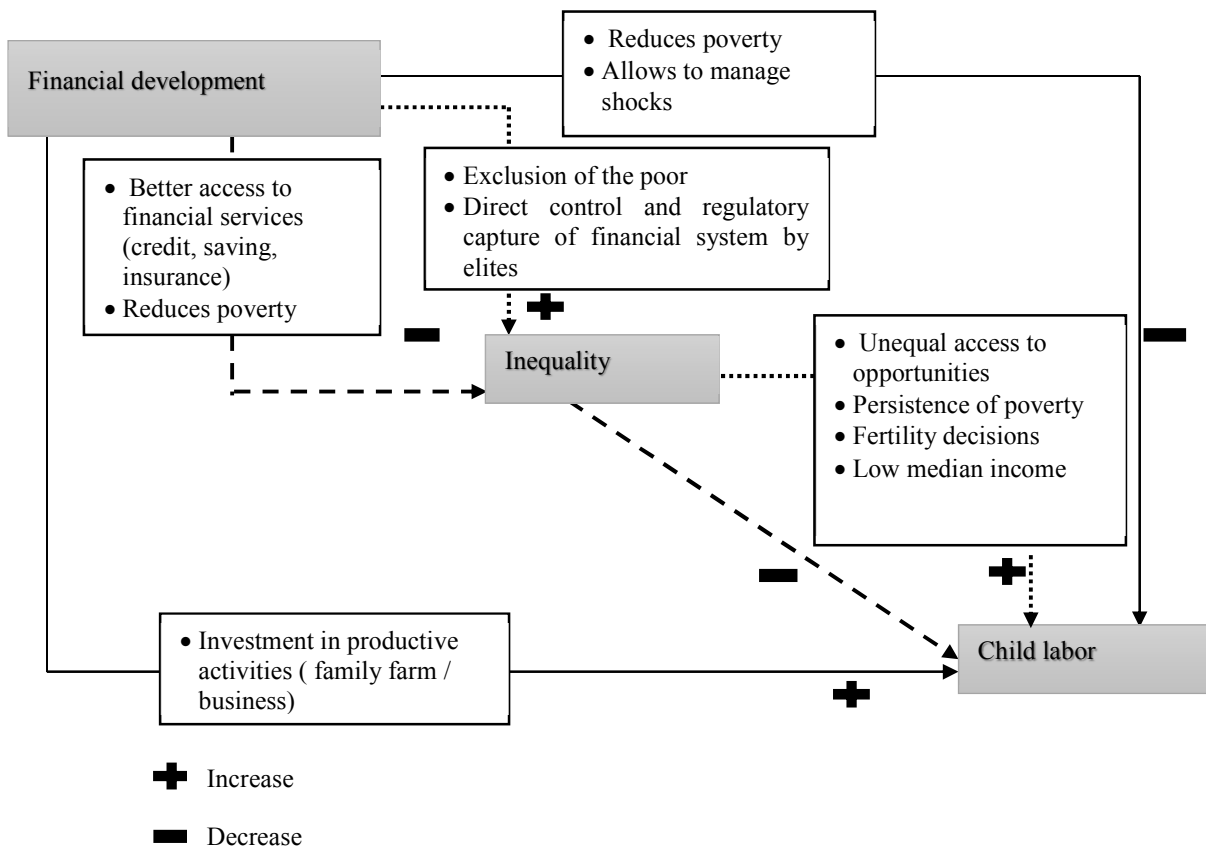 Financial development
• Reduces poverty
• Allows to manage
shocks
• Better access to
financial services
(credit, saving,
insurance)
• Reduces poverty
• Exclusion of the poor
• Direct control and regulatory
capture of financial system by
elites
Inequality
• Unequal access to
opportunities
• Persistence of poverty
• Fertility decisions
• Low median income
• Investment in productive
activities ( family farm /
business)
Child labor
Increase
Decrease